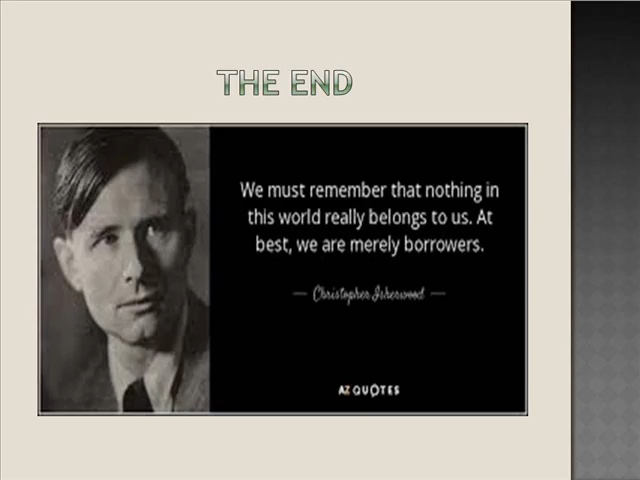 THE END
We must remember that nothing in
this world really belongs to us. At
best, we are merely borrowers.
— Christopher Isherwood —
AZ QUOTES